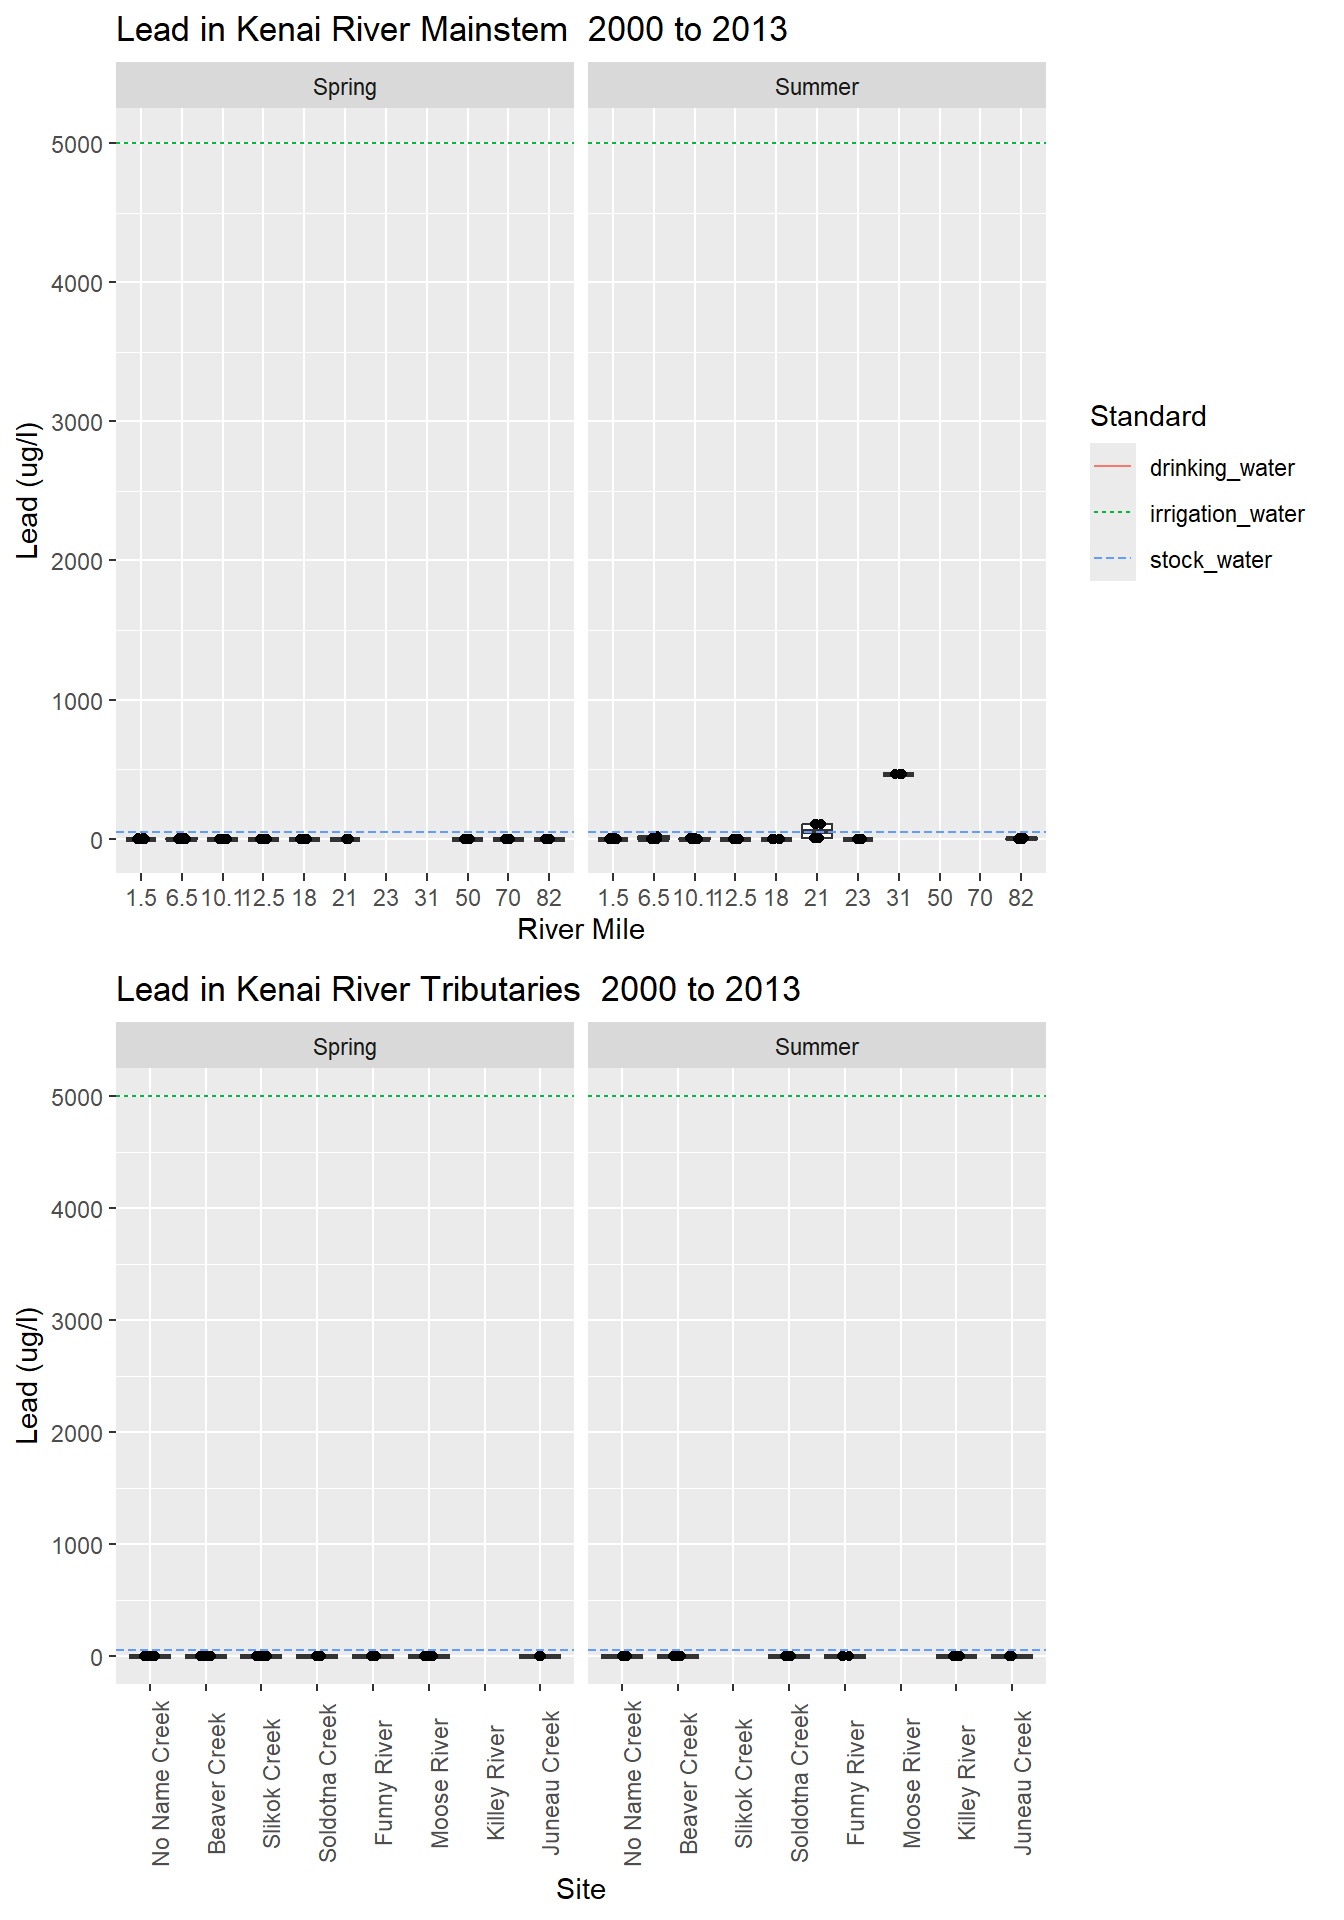 Lead in Kenai River Mainstem  2000 to 2013
Spring
Summer
5000
4000
3000
2000
1000
0
Lead (ug/l)
1.5 6.5 10.1 12.5 18 21 23 31 50 70 82
1.5 6.5 10.1 12.5 18 21 23 31 50 70 82
River Mile
Standard
drinking_water
irrigation_water
stock_water
Lead in Kenai River Tributaries  2000 to 2013
Spring
Summer
5000
4000
3000
2000
1000
0
Lead (ug/l)
No Name Creek
Beaver Creek
Slikok Creek
Soldotna Creek
Funny River
Moose River
Killey River
Juneau Creek
No Name Creek
Beaver Creek
Slikok Creek
Soldotna Creek
Funny River
Moose River
Killey River
Juneau Creek
Site